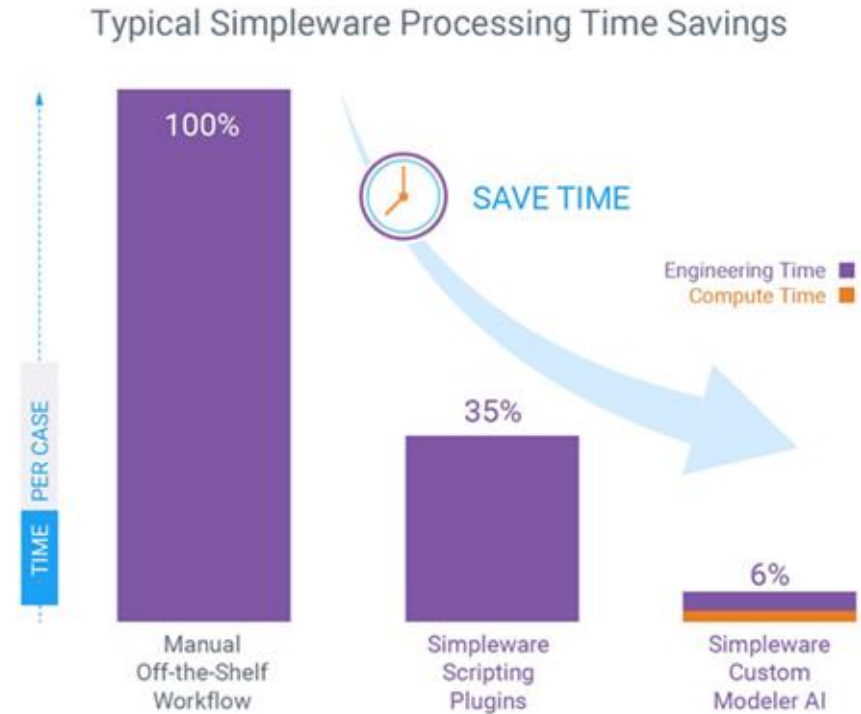 Typical Simpleware Processing Time Savings
100%
SAVE TIME
Engineering Time
Compute Time
35%
6%
TIME PER CASE
Manual
Off-the-Shelf
Workflow
Simpleware
Scripting
Plugins
Simpleware
Custom
Modeler AI